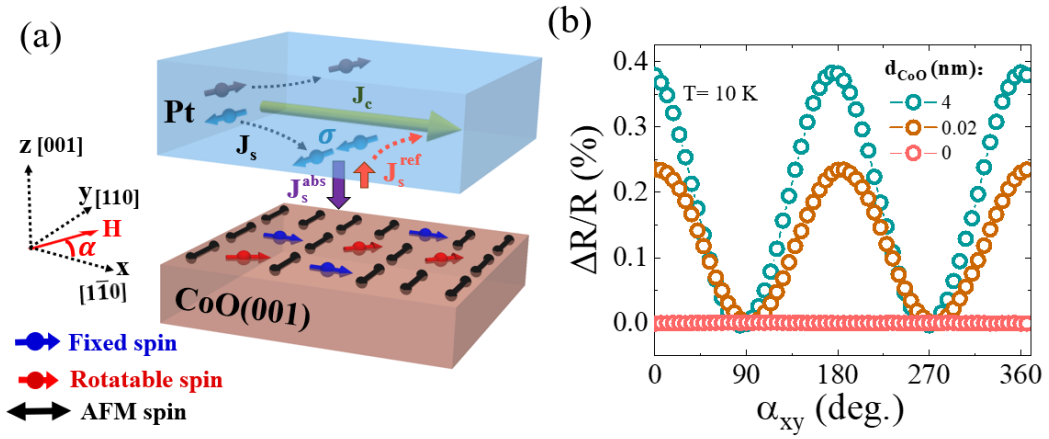 (a)
Pt
J_c
J_s
σ
J_s^ref
J_s^abs
z [001]
y [110]
H
α
x
[11̅0]
CoO(001)
Fixed spin
Rotatable spin
AFM spin
(b)
ΔR/R (%)
0.4
0.3
0.2
0.1
0.0
T= 10 K
d_CoO (nm):
4
0.02
0
0 90 180 270 360
α_xy (deg.)